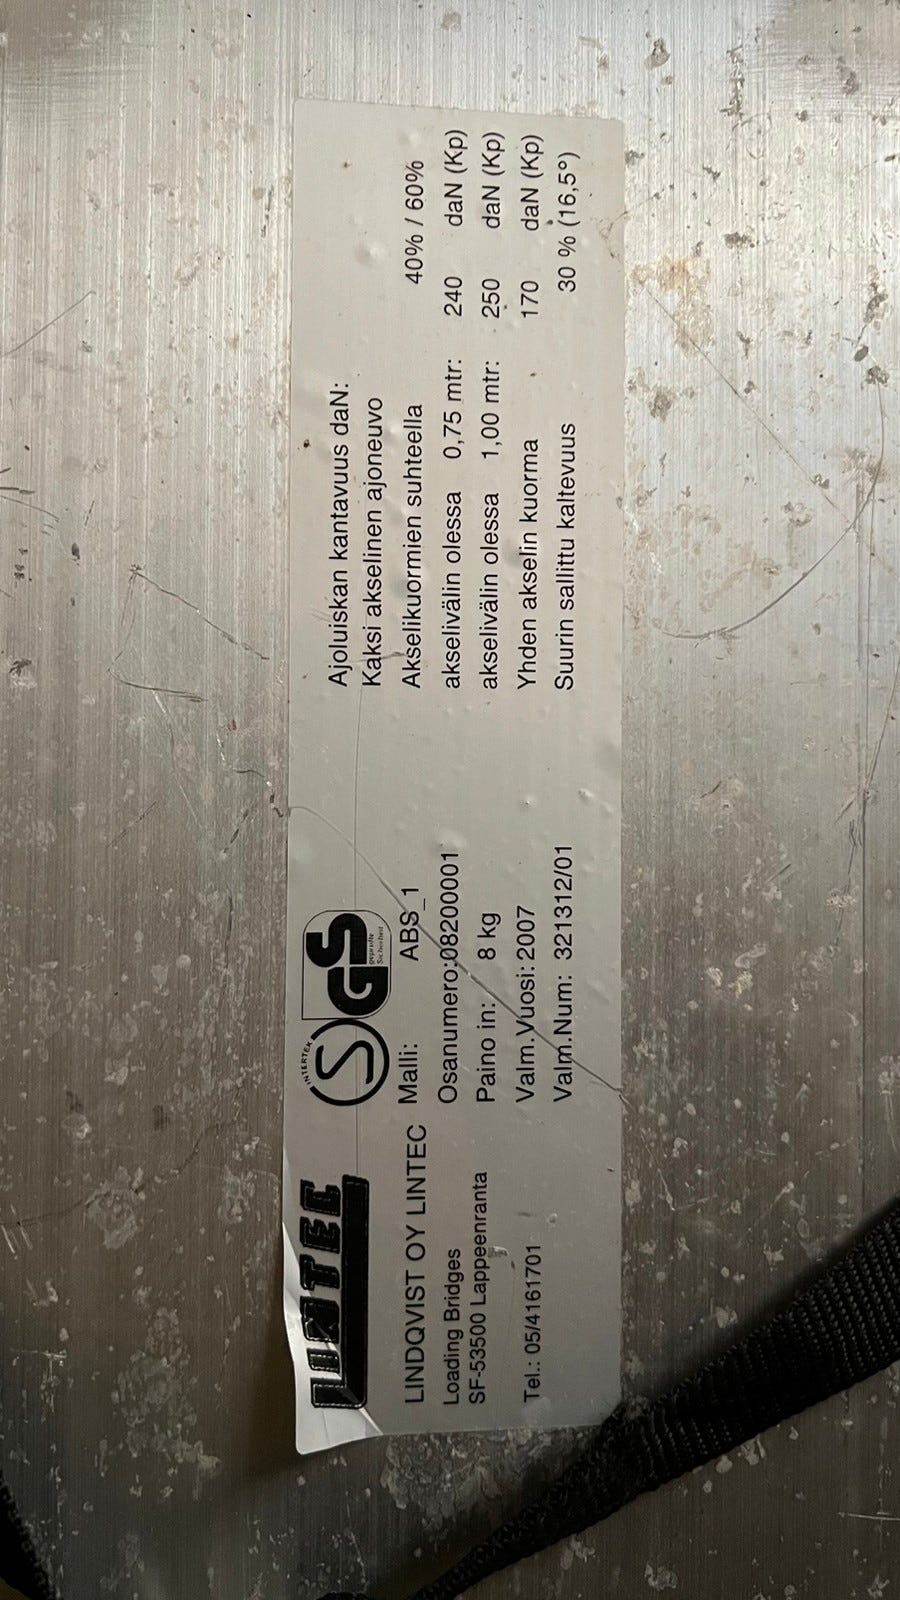 LINTEC
LINDQVIST OY LINTEC
Loading Bridges
SF-53500 Lappeenranta
Tel.: 05/4161701
INTERTEK
S
GS
geprüfte
Sicherheit
Malli: ABS_1
Osanumero:08200001
Paino in: 8 kg
Valm.Vuosi: 2007
Valm.Num: 321312/01
Ajoluiskan kantavuus daN:
Kaksi akselinen ajoneuvo
Akselikuormien suhteella 40% / 60%
akselivälin olessa 0,75 mtr: 240 daN (Kp)
akselivälin olessa 1,00 mtr: 250 daN (Kp)
Yhden akselin kuorma 170 daN (Kp)
Suurin sallittu kaltevuus 30 % (16,5°)